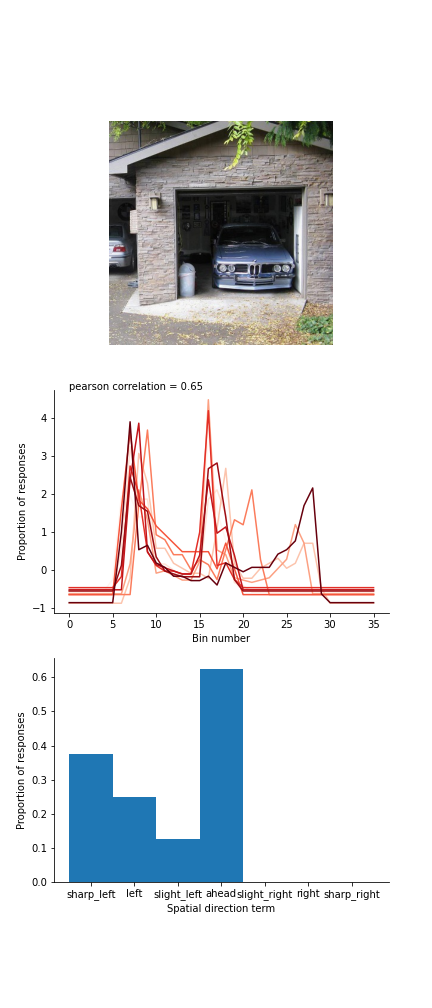 pearson correlation = 0.65
Proportion of responses
4
3
2
1
0
−1
0 5 10 15 20 25 30 35
Bin number
Proportion of responses
0.6
0.5
0.4
0.3
0.2
0.1
0.0
sharp_left left slight_left ahead slight_right right sharp_right
Spatial direction term